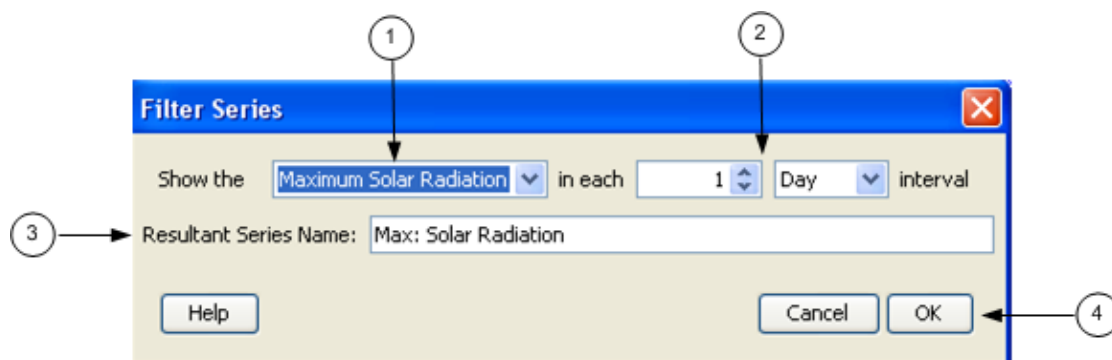 1
2
Filter Series
Show the Maximum Solar Radiation in each 1 Day interval
3 Resultant Series Name: Max: Solar Radiation
Help Cancel OK 4